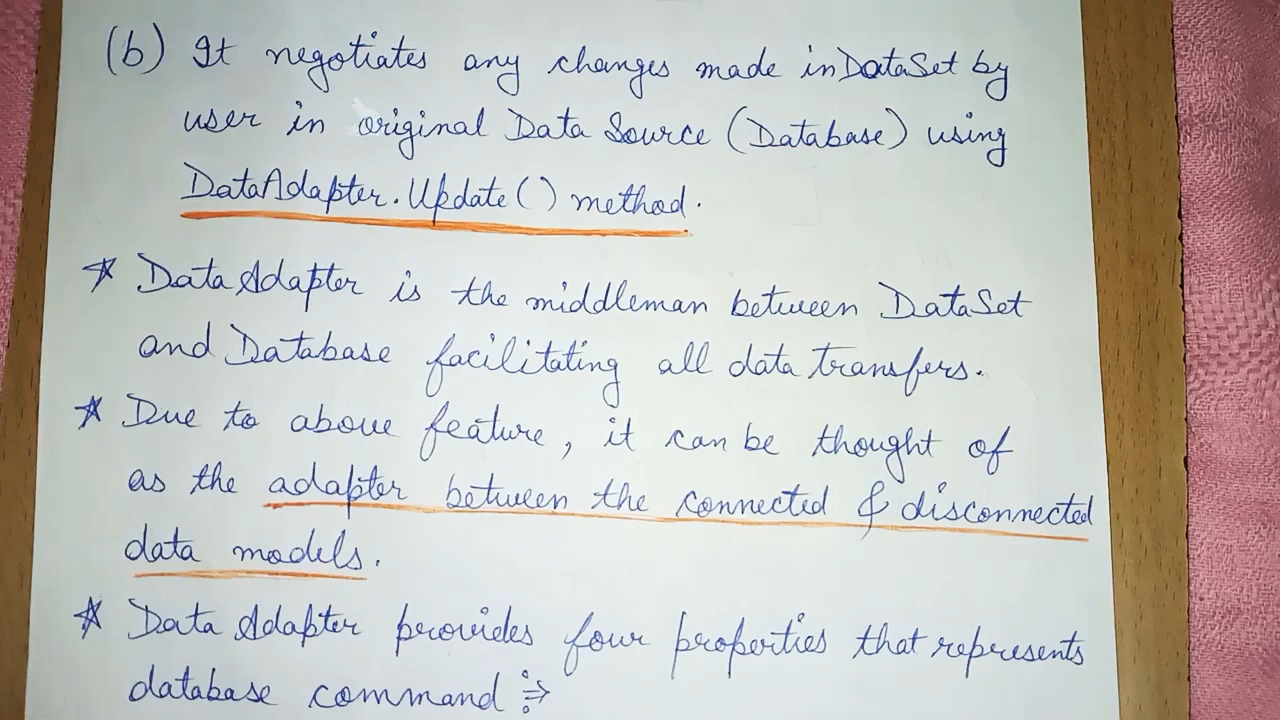 (b) It negotiates any changes made in DataSet by
user in original Data Source (Database) using
DataAdapter.Update() method.
* Data Adapter is the middleman between DataSet
and Database facilitating all data transfers.
* Due to above feature, it can be thought of
as the adapter between the connected & disconnected
data models.
* Data Adapter provides four properties that represents
database command :⇒